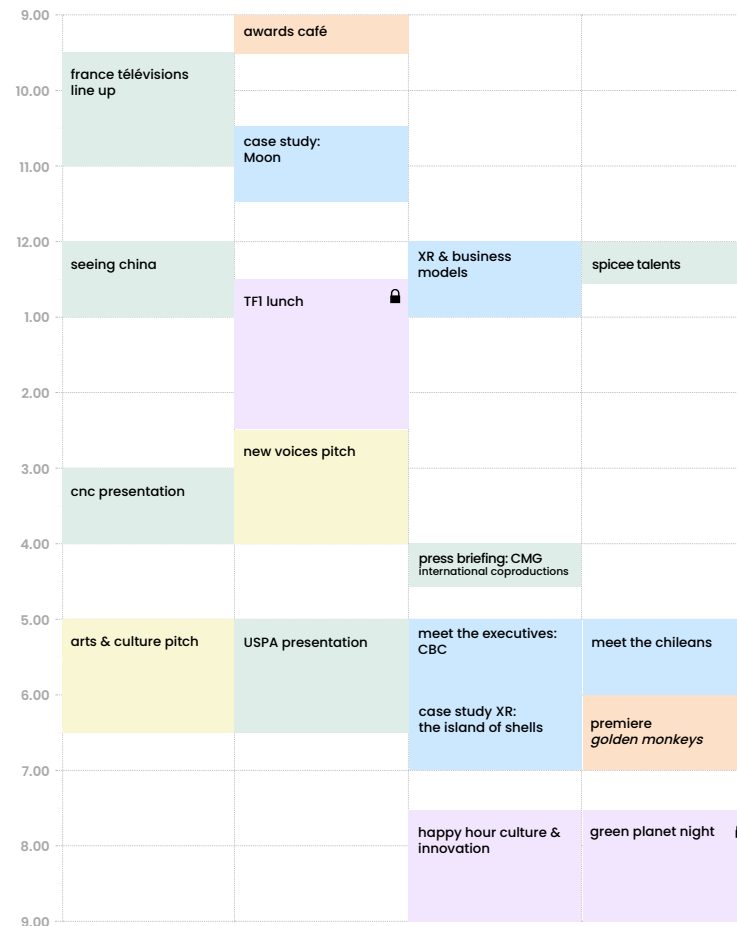 9.00
awards café
france télévisions
line up
10.00
case study:
Moon
11.00
12.00
seeing china
XR & business
models
spicee talents
TF1 lunch
1.00
2.00
new voices pitch
3.00
cnc presentation
4.00
press briefing: CMG
international coproductions
5.00
arts & culture pitch
USPA presentation
meet the executives:
CBC
meet the chileans
6.00
case study XR:
the island of shells
premiere
golden monkeys
7.00
happy hour culture &
innovation
green planet night
8.00
9.00